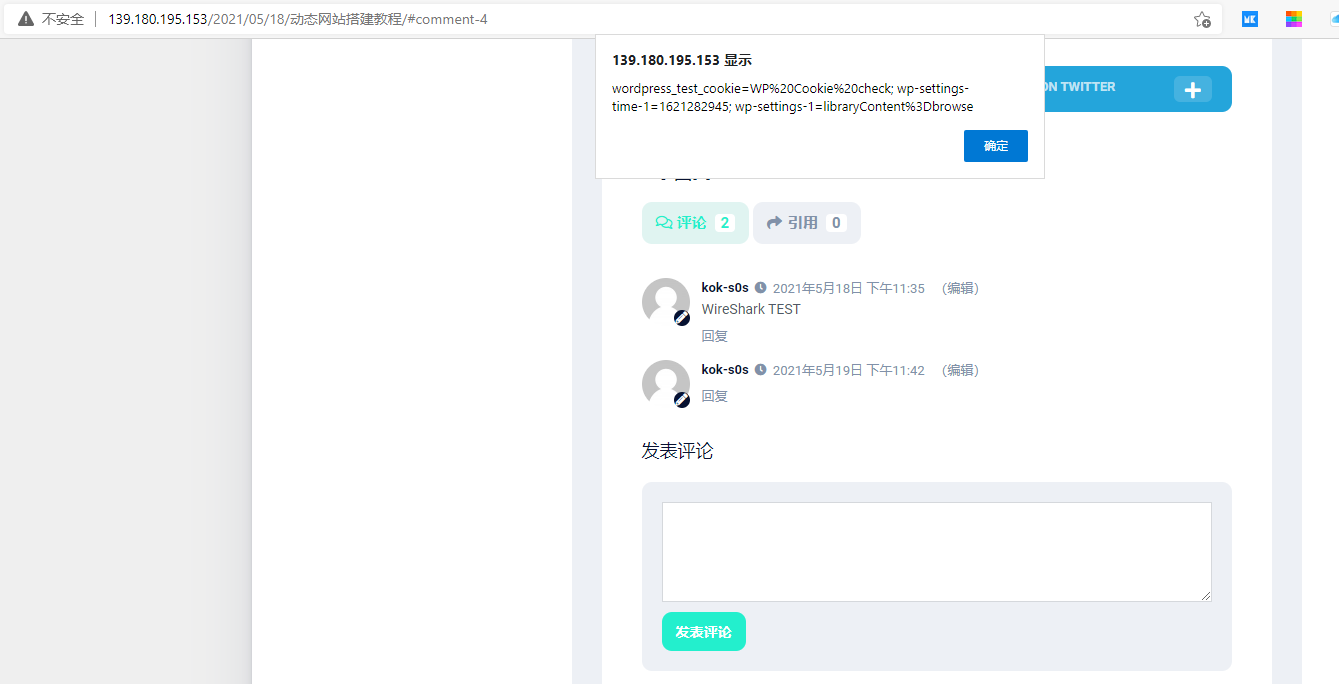 不安全 139.180.195.153/2021/05/18/动态网站搭建教程/#comment-4
139.180.195.153 显示
wordpress_test_cookie=WP%20Cookie%20check; wp-settings-
time-1=1621282945; wp-settings-1=libraryContent%3Dbrowse
确定
ON TWITTER
评论 2 引用 0
kok-s0s 2021年5月18日 下午11:35 (编辑)
WireShark TEST
回复
kok-s0s 2021年5月19日 下午11:42 (编辑)
回复
发表评论
发表评论